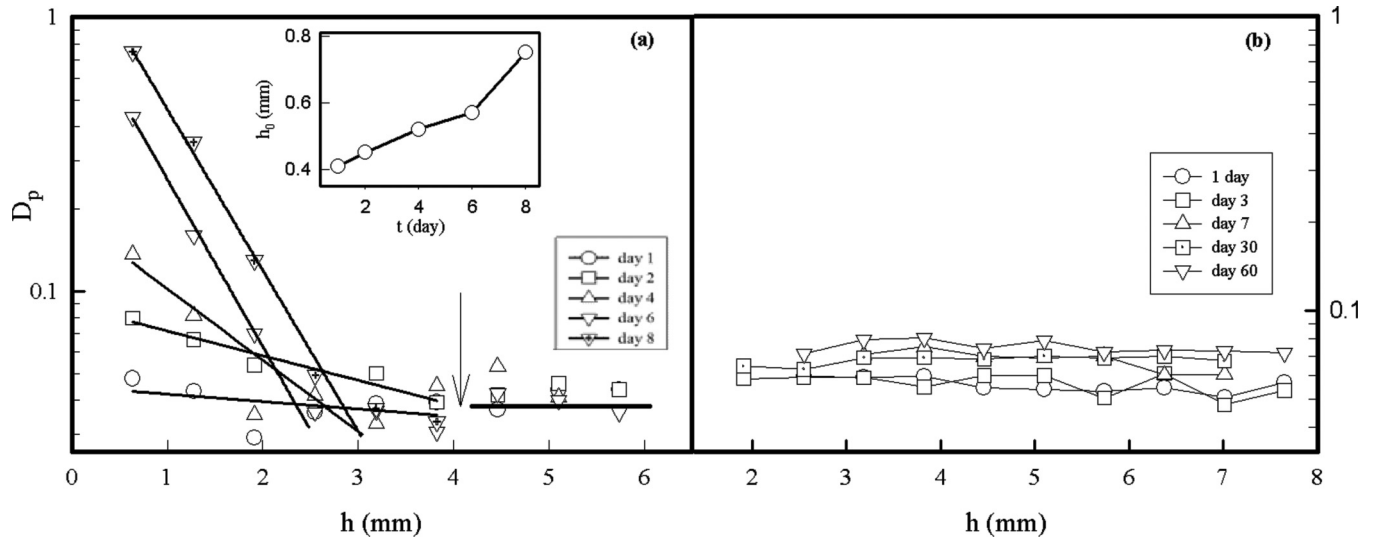 1
(a)
0.8
0.6
0.4
h0 (mm)
2 4 6 8
t (day)
Dp
0.1
day 1
day 2
day 4
day 6
day 8
0 1 2 3 4 5 6
h (mm)
1
(b)
1 day
day 3
day 7
day 30
day 60
0.1
2 3 4 5 6 7 8
h (mm)